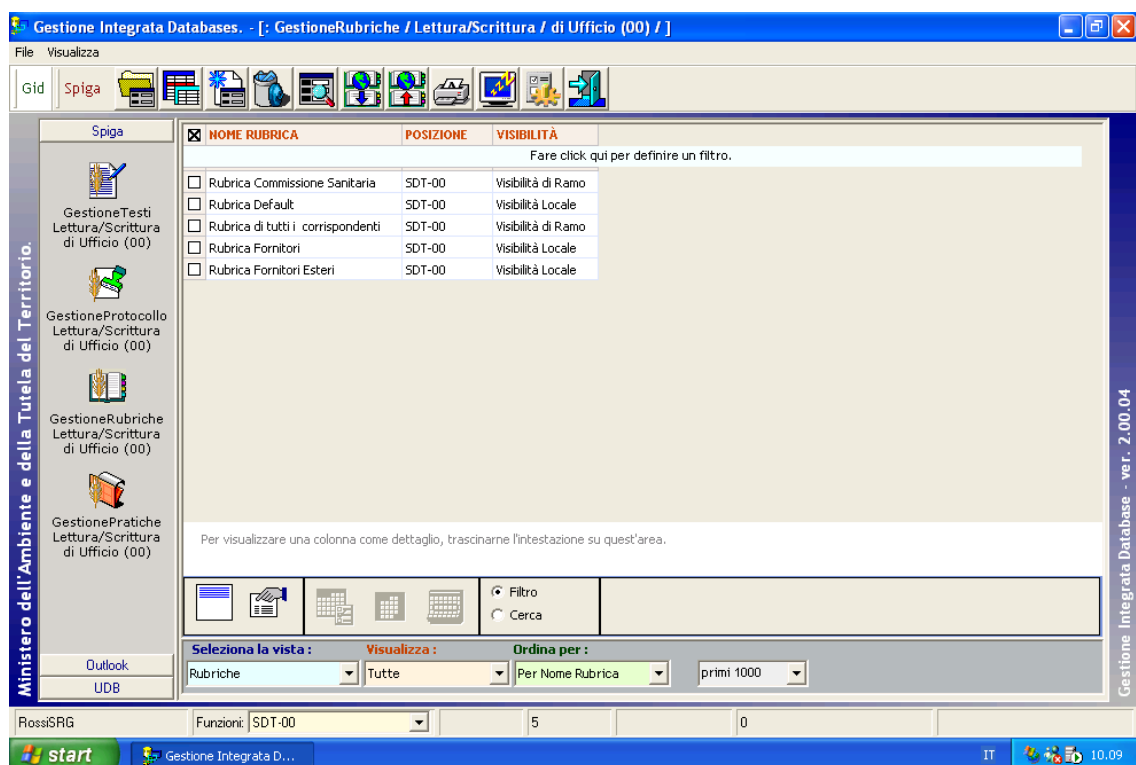 Gestione Integrata Databases. - [: GestioneRubriche / Lettura/Scrittura / di Ufficio (00) / ]
File Visualizza
Gid Spiga
Spiga
GestioneTesti
Lettura/Scrittura
di Ufficio (00)
GestioneProtocollo
Lettura/Scrittura
di Ufficio (00)
GestioneRubriche
Lettura/Scrittura
di Ufficio (00)
GestionePratiche
Lettura/Scrittura
di Ufficio (00)
Outlook
UDB
Ministero dell'Ambiente e della Tutela del Territorio.
NOME RUBRICA POSIZIONE VISIBILITÀ
Fare click qui per definire un filtro.
Rubrica Commissione Sanitaria SDT-00 Visibilità di Ramo
Rubrica Default SDT-00 Visibilità Locale
Rubrica di tutti i corrispondenti SDT-00 Visibilità di Ramo
Rubrica Fornitori SDT-00 Visibilità Locale
Rubrica Fornitori Esteri SDT-00 Visibilità Locale
Per visualizzare una colonna come dettaglio, trascinarne l'intestazione su quest'area.
Filtro
Cerca
Seleziona la vista : Visualizza : Ordina per :
Rubriche Tutte Per Nome Rubrica primi 1000
Gestione Integrata Database - ver. 2.00.04
RossiSRG Funzioni: SDT-00 5 0
start Gestione Integrata D... IT 10.09